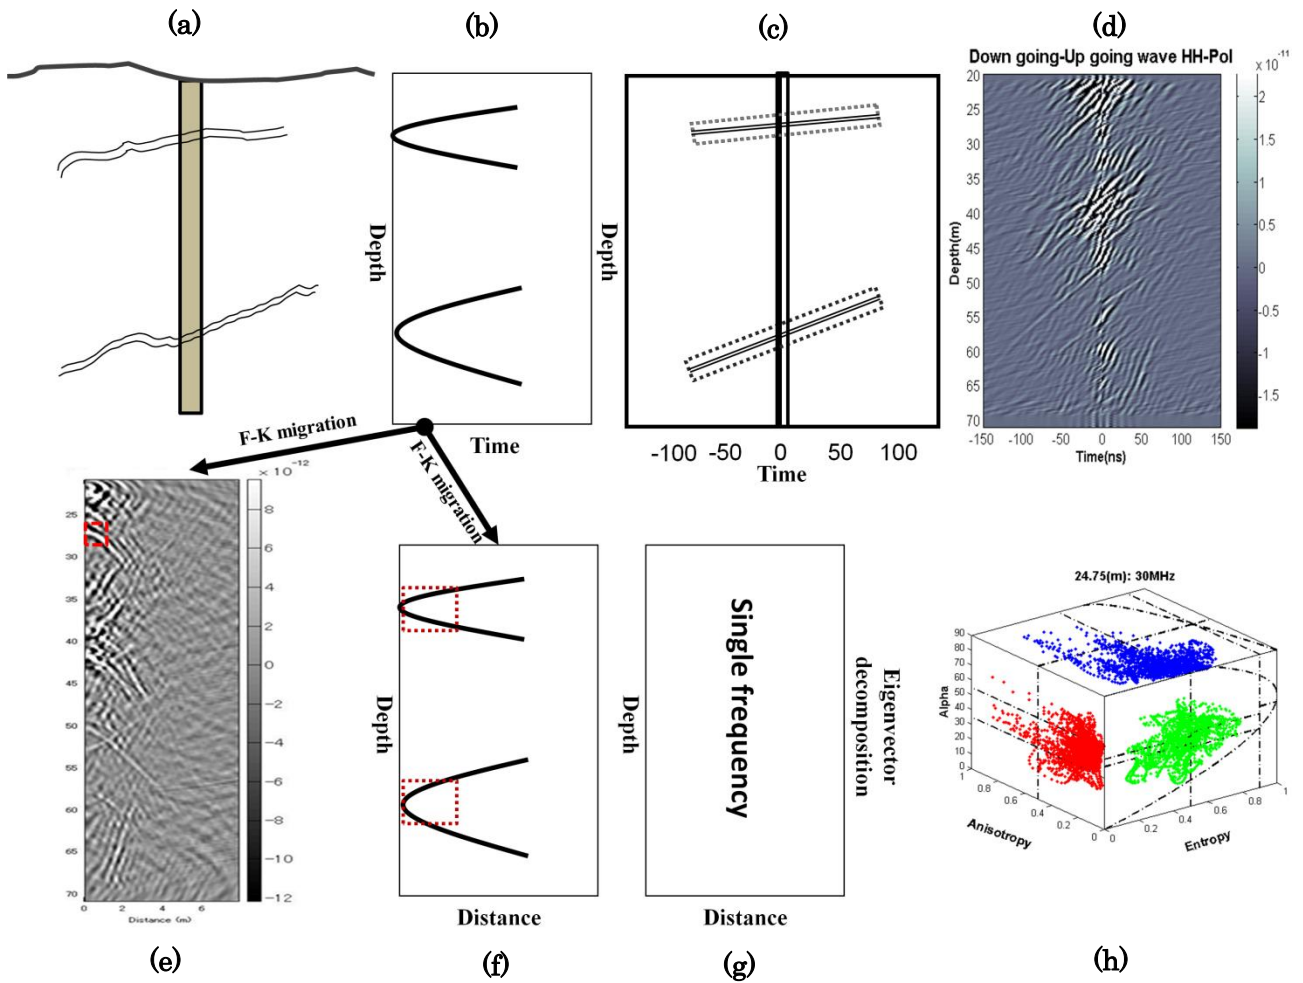 (a)
(b)
(c)
(d)
Depth
Time
F-K migration
F-K migration
Depth
-100 -50 0 50 100
Time
Down going-Up going wave HH-Pol
x 10⁻¹¹
20
25
30
35
40
45
50
55
60
65
70
Depth(m)
-150 -100 -50 0 50 100 150
Time(ns)
2
1.5
1
0.5
0
-0.5
-1
-1.5
x 10⁻¹²
25
30
35
40
45
50
55
60
65
70
0 2 4 6
Distance (m)
8
6
4
2
0
-2
-4
-6
-8
-10
-12
Depth
Distance
Depth
Single frequency
Distance
Eigenvector
decomposition
24.75(m): 30MHz
90
80
70
60
50
40
30
20
10
0
Alpha
1
0.8
0.6
0.4
0.2
0
Anisotropy
0
0.2
0.4
0.6
0.8
1
Entropy
(e)
(f)
(g)
(h)